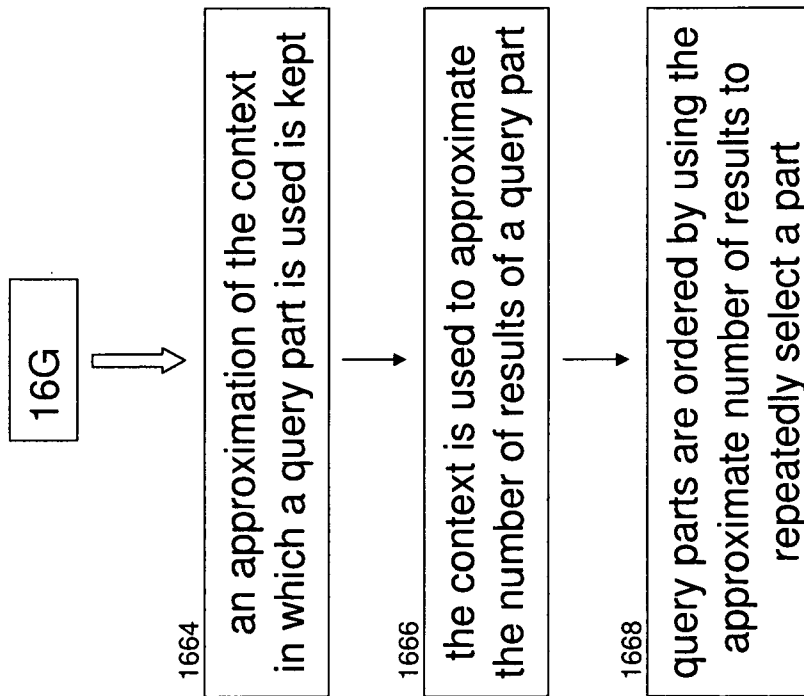 16G
1664
an approximation of the context
in which a query part is used is kept
1666
the context is used to approximate
the number of results of a query part
1668
query parts are ordered by using the
approximate number of results to
repeatedly select a part